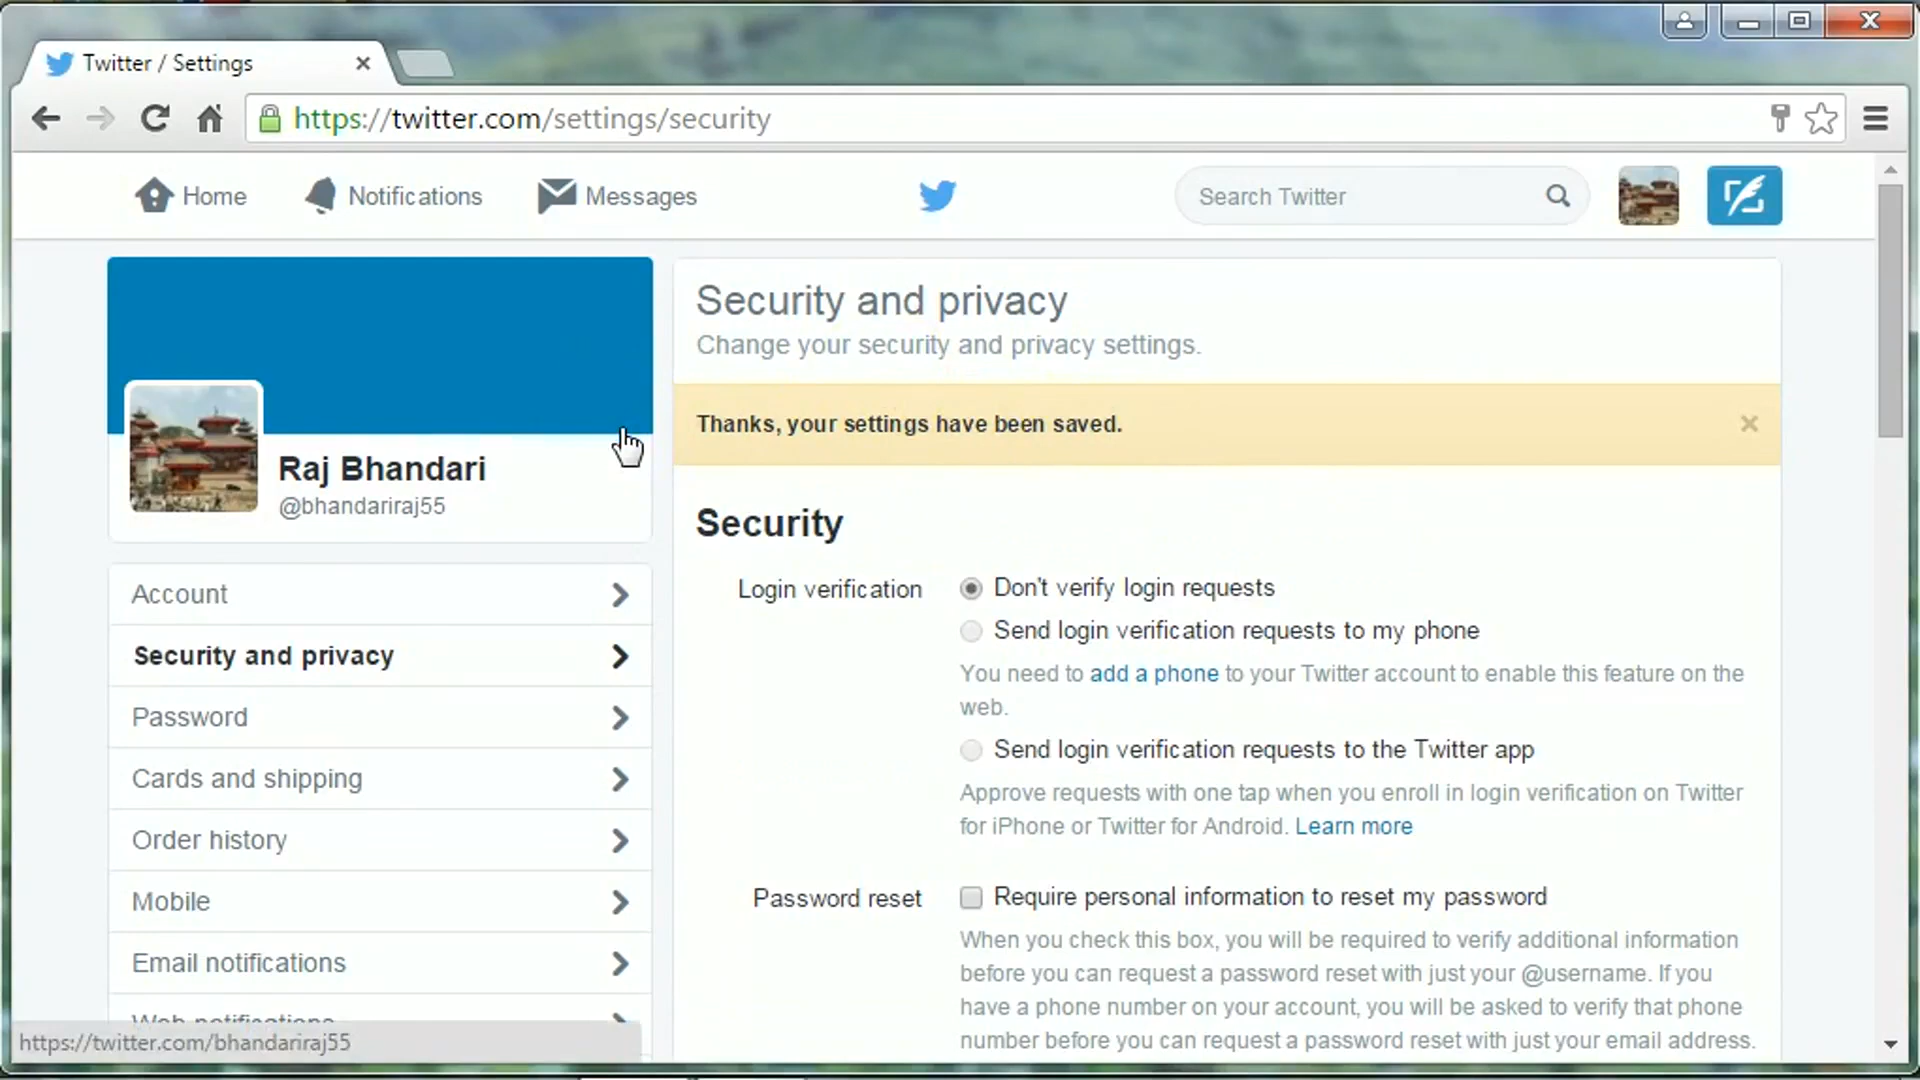 Twitter / Settings
https://twitter.com/settings/security
Home
Notifications
Messages
Search Twitter
Raj Bhandari
@bhandariraj55
Account
Security and privacy
Password
Cards and shipping
Order history
Mobile
Email notifications
Web notifications
https://twitter.com/bhandariraj55
Security and privacy
Change your security and privacy settings.
Thanks, your settings have been saved.
Security
Login verification
Don't verify login requests
Send login verification requests to my phone
You need to add a phone to your Twitter account to enable this feature on the
web.
Send login verification requests to the Twitter app
Approve requests with one tap when you enroll in login verification on Twitter
for iPhone or Twitter for Android. Learn more
Password reset
Require personal information to reset my password
When you check this box, you will be required to verify additional information
before you can request a password reset with just your @username. If you
have a phone number on your account, you will be asked to verify that phone
number before you can request a password reset with just your email address.